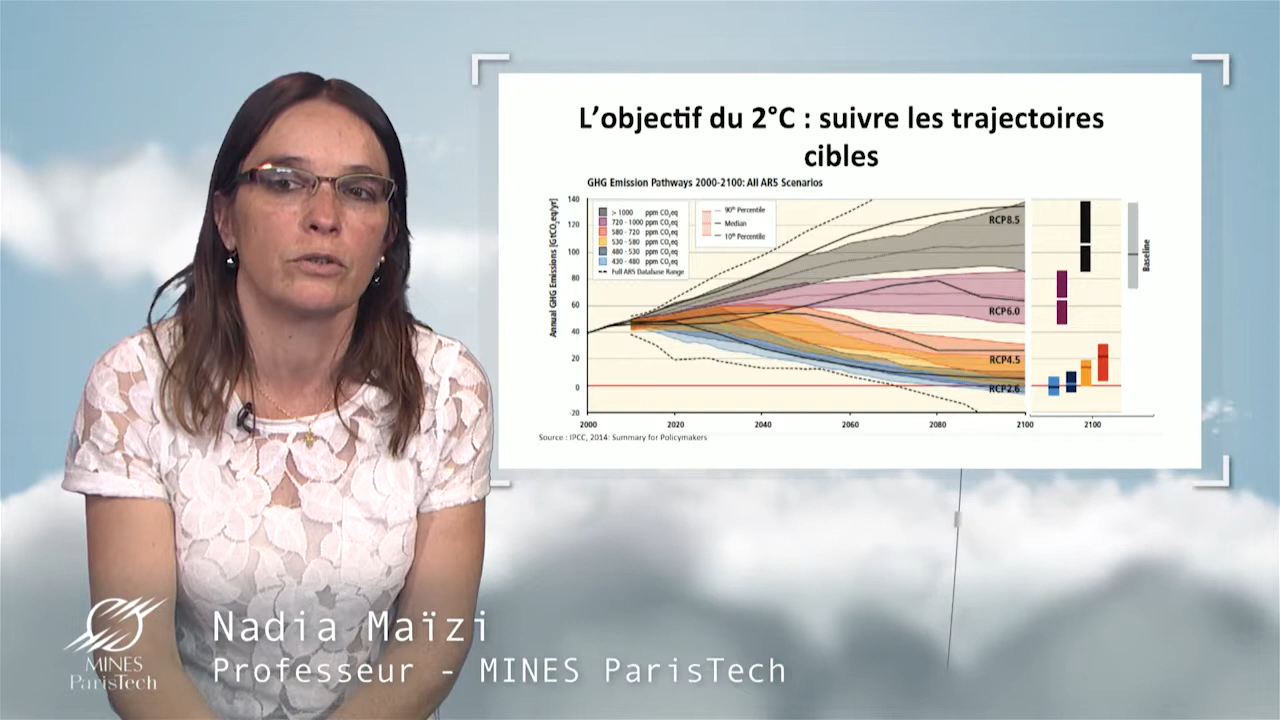 L’objectif du 2°C : suivre les trajectoires
cibles
GHG Emission Pathways 2000-2100: All AR5 Scenarios
Annual GHG Emissions [GtCO2eq/yr]
140
120
100
80
60
40
20
0
-20
> 1000 ppm CO2eq
720 - 1000 ppm CO2eq
580 - 720 ppm CO2eq
530 - 580 ppm CO2eq
480 - 530 ppm CO2eq
430 - 480 ppm CO2eq
Full AR5 Database Range
90th Percentile
Median
10th Percentile
RCP8.5
RCP6.0
RCP4.5
RCP2.6
Baseline
2000
2020
2040
2060
2080
2100
2100
Source : IPCC, 2014: Summary for Policymakers
Nadia Maïzi
Professeur - MINES ParisTech
MINES
ParisTech